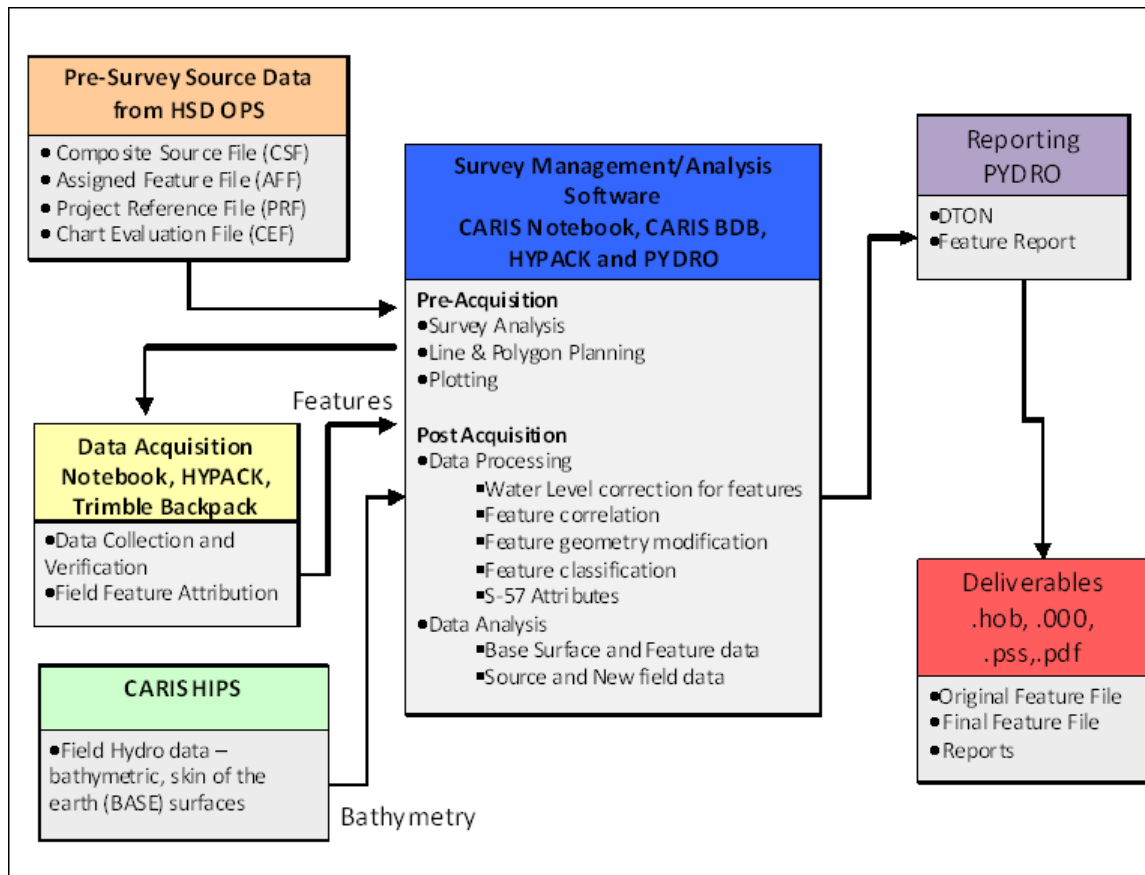 Pre-Survey Source Data
from HSD OPS
● Composite Source File (CSF)
● Assigned Feature File (AFF)
● Project Reference File (PRF)
● Chart Evaluation File (CEF)
Survey Management/Analysis
Software
CARIS Notebook, CARIS BDB,
HYPACK and PYDRO
Pre-Acquisition
●Survey Analysis
●Line & Polygon Planning
●Plotting
Post Acquisition
●Data Processing
▪Water Level correction for features
▪Feature correlation
▪Feature geometry modification
▪Feature classification
▪S-57 Attributes
●Data Analysis
▪Base Surface and Feature data
▪Source and New field data
Features
Data Acquisition
Notebook, HYPACK,
Trimble Backpack
●Data Collection and
Verification
●Field Feature Attribution
CARIS HIPS
●Field Hydro data –
bathymetric, skin of the
earth (BASE) surfaces
Bathymetry
Reporting
PYDRO
●DTON
●Feature Report
Deliverables
.hob, .000,
.pss,.pdf
●Original Feature File
●Final Feature File
● Reports